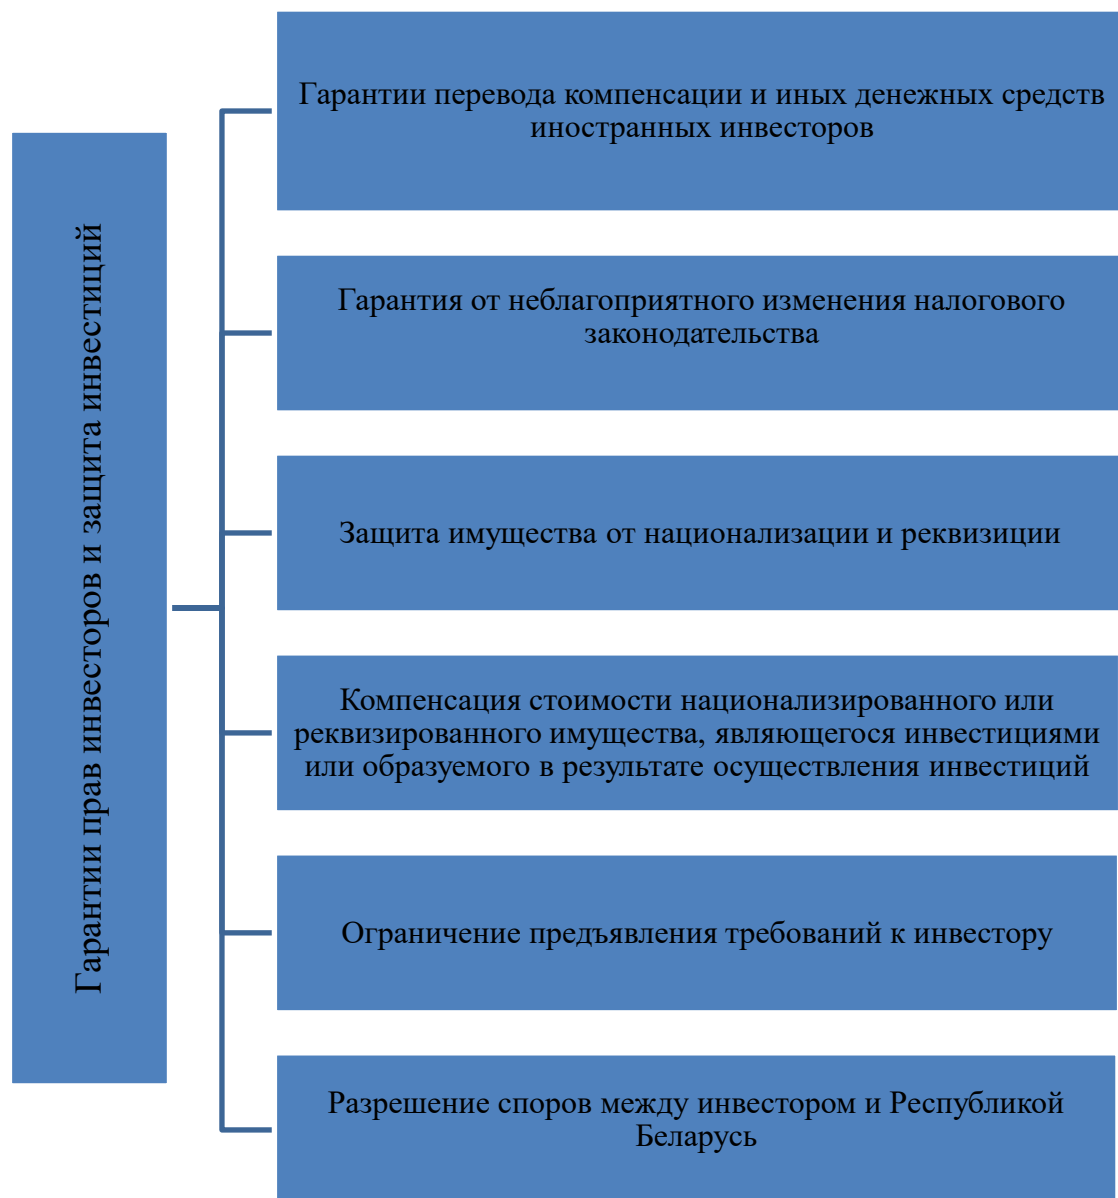 Гарантии прав инвесторов и защита инвестиций
Гарантии перевода компенсации и иных денежных средств
иностранных инвесторов
Гарантия от неблагоприятного изменения налогового
законодательства
Защита имущества от национализации и реквизиции
Компенсация стоимости национализированного или
реквизированного имущества, являющегося инвестициями
или образуемого в результате осуществления инвестиций
Ограничение предъявления требований к инвестору
Разрешение споров между инвестором и Республикой
Беларусь